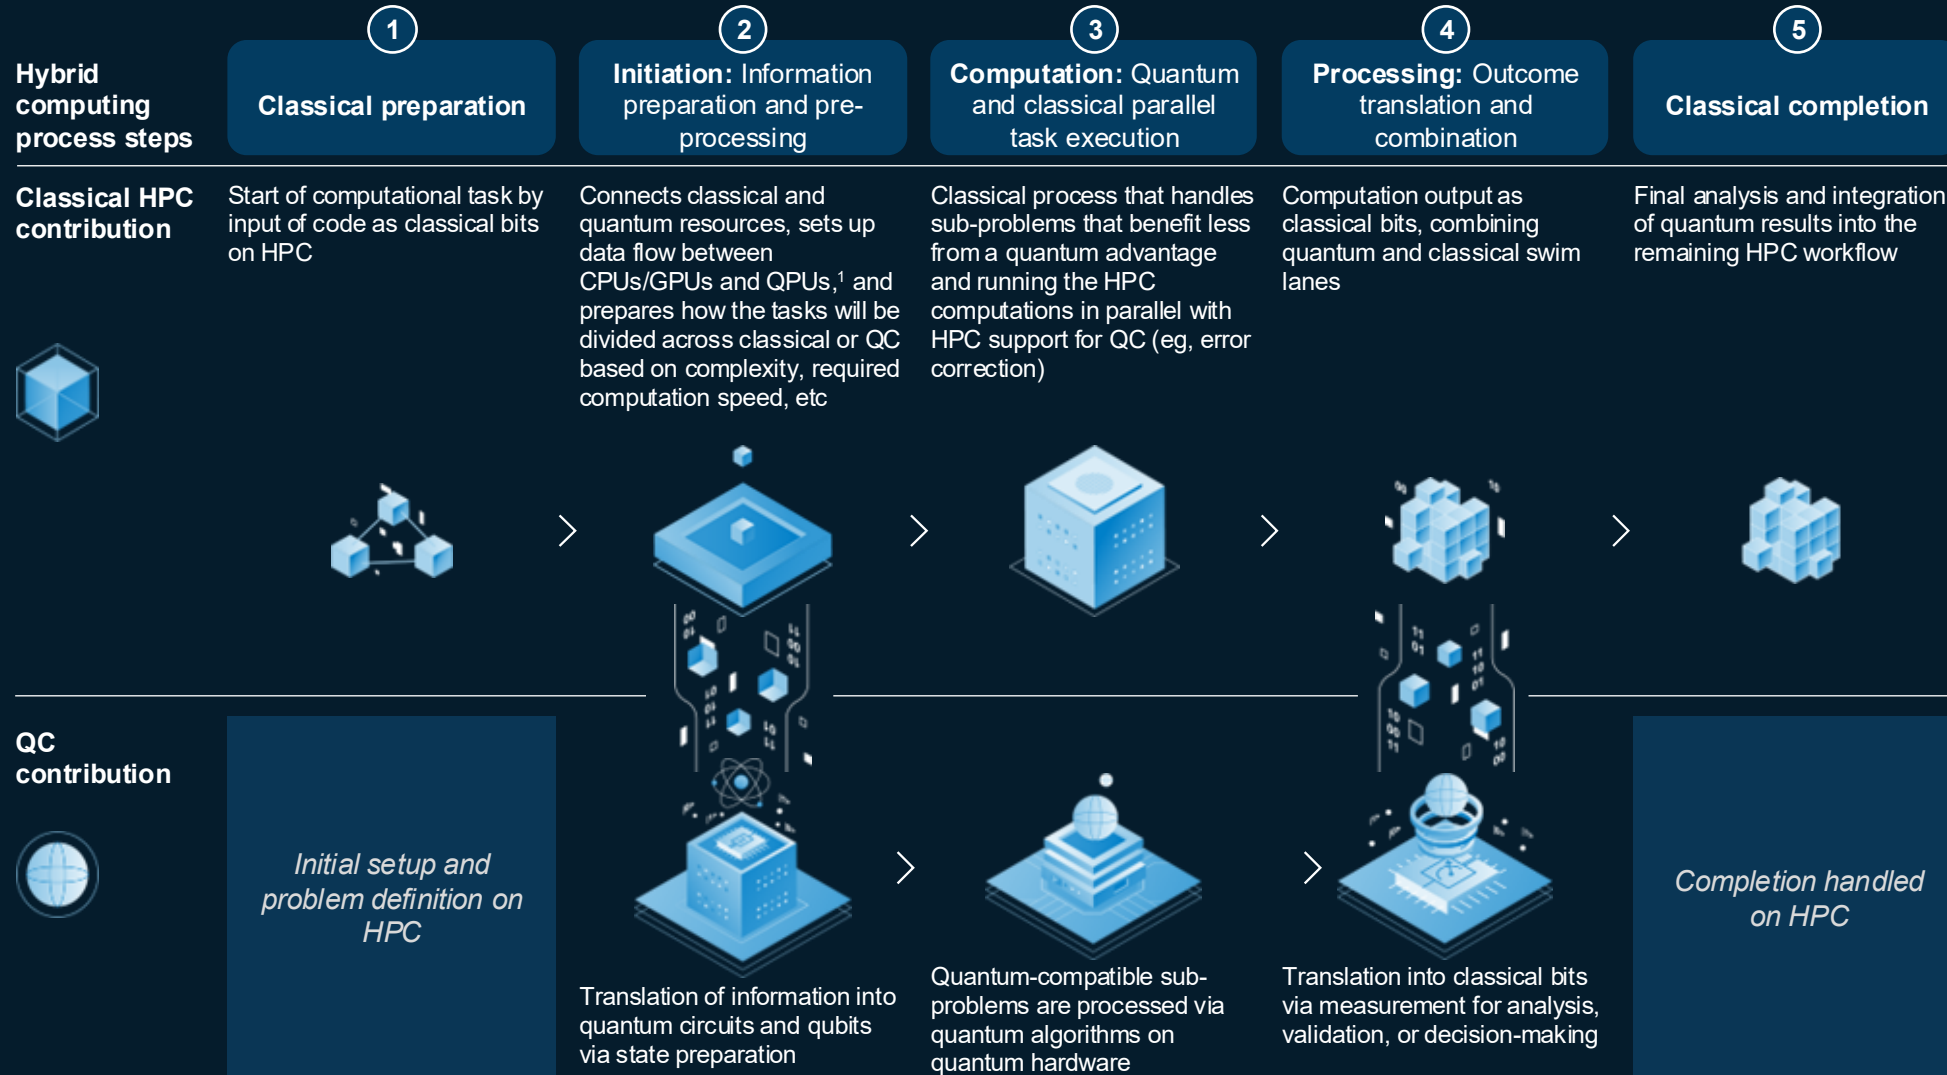 1
2
3
4
5
Hybrid
computing
process steps
Classical preparation
Initiation: Information
preparation and pre-
processing
Computation: Quantum
and classical parallel
task execution
Processing: Outcome
translation and
combination
Classical completion
Classical HPC
contribution
Start of computational task by
input of code as classical bits
on HPC
Connects classical and
quantum resources, sets up
data flow between
CPUs/GPUs and QPUs,¹ and
prepares how the tasks will be
divided across classical or QC
based on complexity, required
computation speed, etc
Classical process that handles
sub-problems that benefit less
from a quantum advantage
and running the HPC
computations in parallel with
HPC support for QC (eg, error
correction)
Computation output as
classical bits, combining
quantum and classical swim
lanes
Final analysis and integration
of quantum results into the
remaining HPC workflow
QC
contribution
Initial setup and
problem definition on
HPC
Translation of information into
quantum circuits and qubits
via state preparation
Quantum-compatible sub-
problems are processed via
quantum algorithms on
quantum hardware
Translation into classical bits
via measurement for analysis,
validation, or decision-making
Completion handled
on HPC